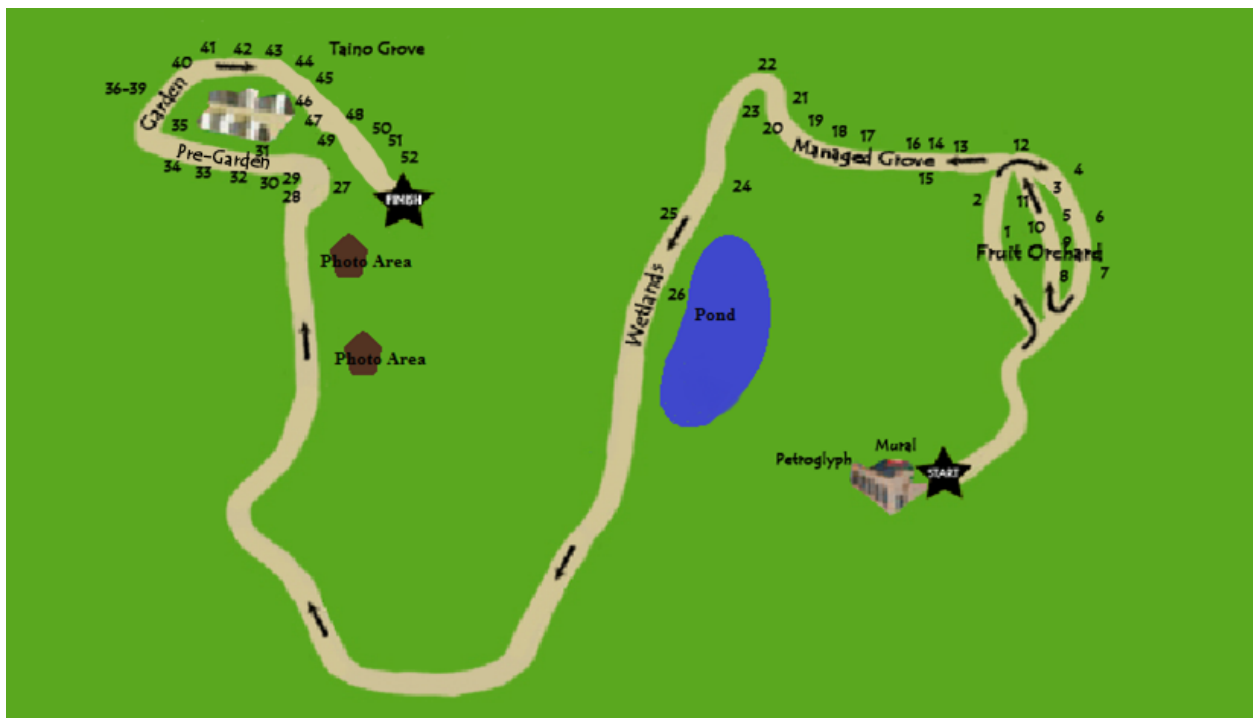 41 42 43 Taino Grove
40 44
36-39 45
Garden
46
35 47 48
50
31 49 51
Pre-Garden 52
34 33 32 30 29 27
28
FINISH
Photo Area
Photo Area
22
21
23 20 19 18 17 16 14 13 12
Managed Grove
15
24
25
Wetlands
26
Pond
4
2 11 3
1 10 5 6
9
Fruit Orchard
8 7
Mural
Petroglyph
START